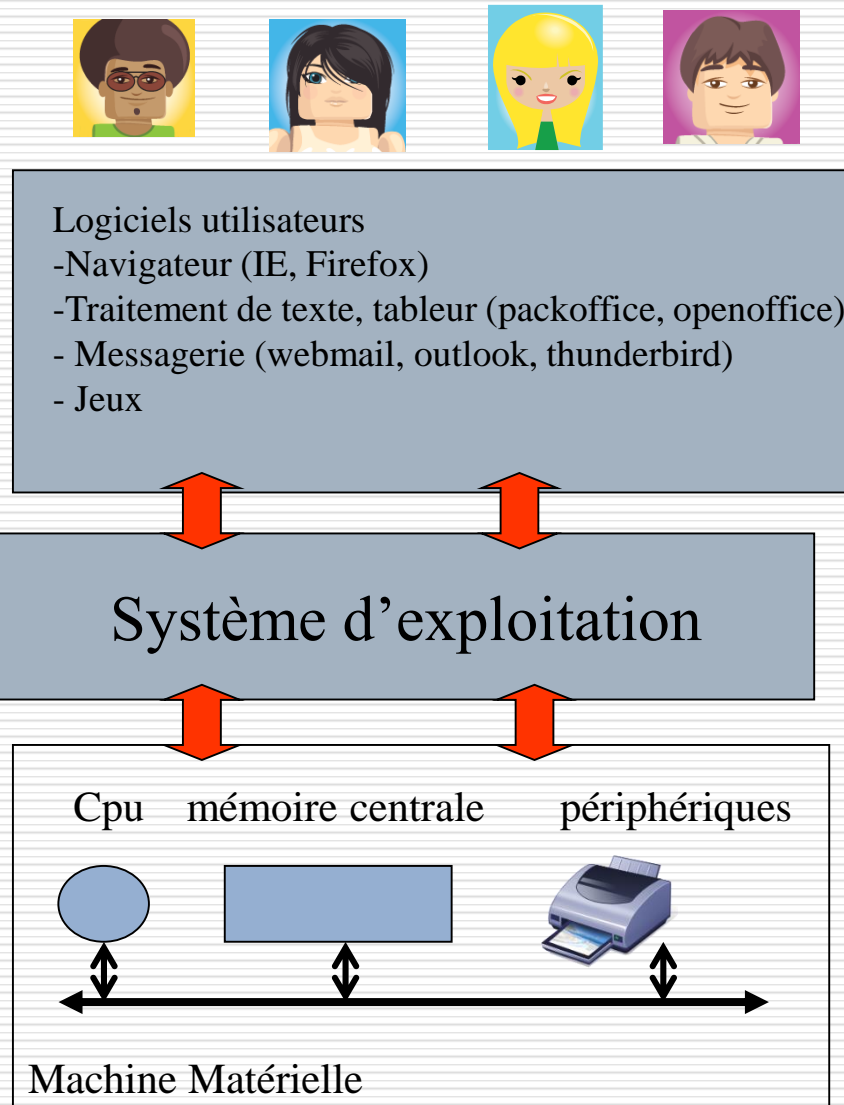 Logiciels utilisateurs
-Navigateur (IE, Firefox)
-Traitement de texte, tableur (packoffice, openoffice)
- Messagerie (webmail, outlook, thunderbird)
- Jeux
Système d’exploitation
Cpu mémoire centrale périphériques
Machine Matérielle